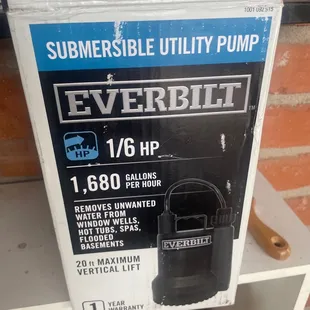 SUBMERSIBLE UTILITY PUMP
EVERBILT
HP
1/6 HP
1,680 GALLONS
PER HOUR
REMOVES UNWANTED
WATER FROM
WINDOW WELLS,
HOT TUBS, SPAS,
FLOODED
BASEMENTS
EVERBILT
20 ft MAXIMUM
VERTICAL LIFT
1 YEAR
WARRANTY